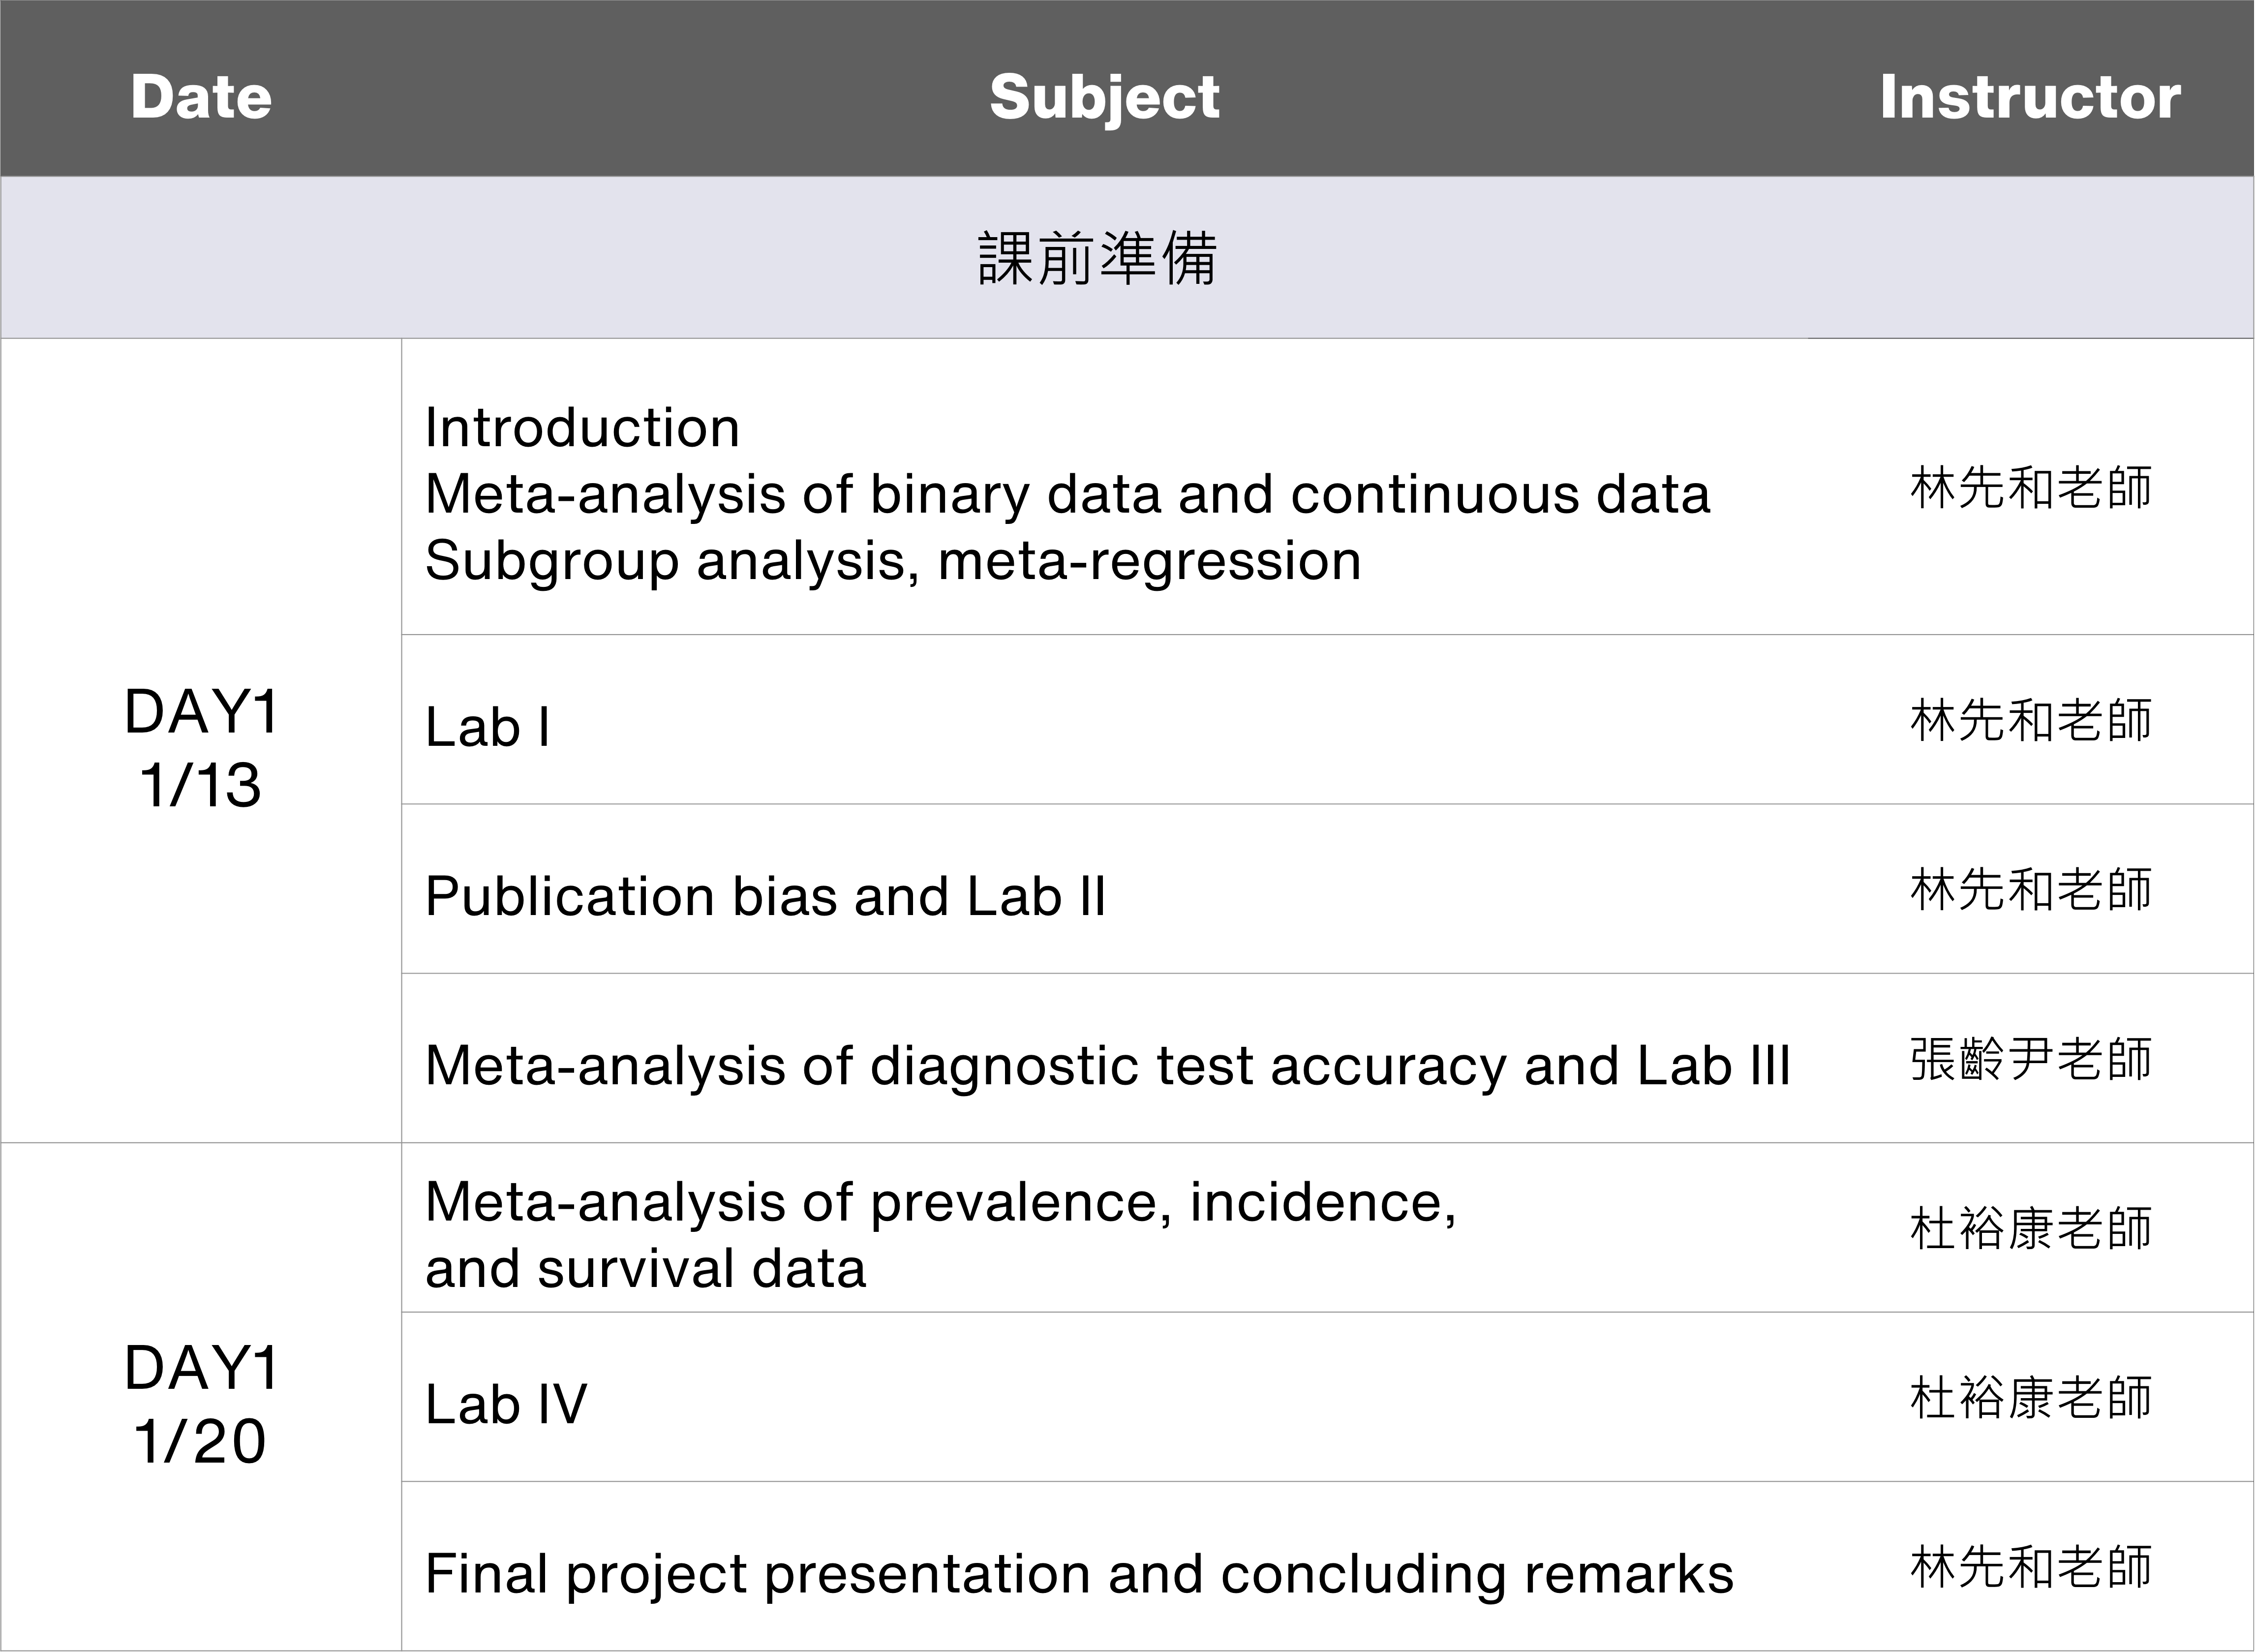 Date Subject Instructor
課前準備
DAY1
1/13
Introduction
Meta-analysis of binary data and continuous data
Subgroup analysis, meta-regression
林先和老師
Lab I
林先和老師
Publication bias and Lab II
林先和老師
Meta-analysis of diagnostic test accuracy and Lab III
張齡尹老師
DAY1
1/20
Meta-analysis of prevalence, incidence,
and survival data
杜裕康老師
Lab IV
杜裕康老師
Final project presentation and concluding remarks
林先和老師